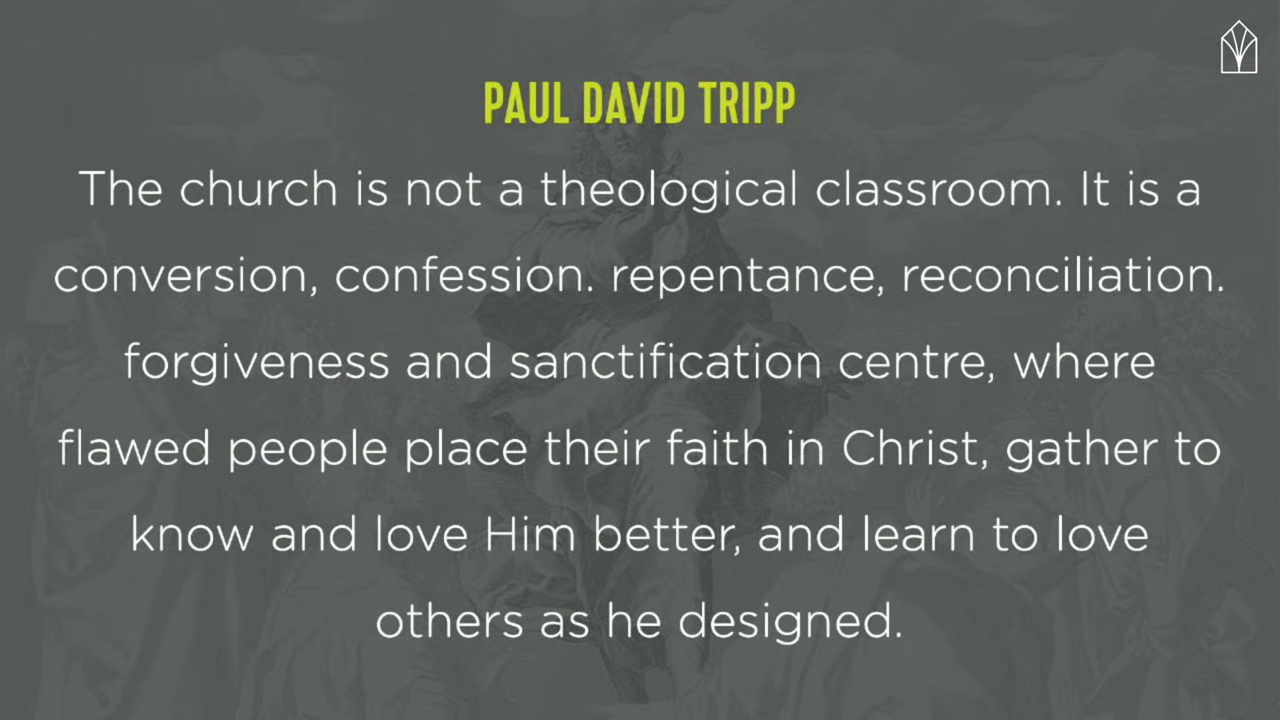 PAUL DAVID TRIPP
The church is not a theological classroom. It is a
conversion, confession. repentance, reconciliation.
forgiveness and sanctification centre, where
flawed people place their faith in Christ, gather to
know and love Him better, and learn to love
others as he designed.